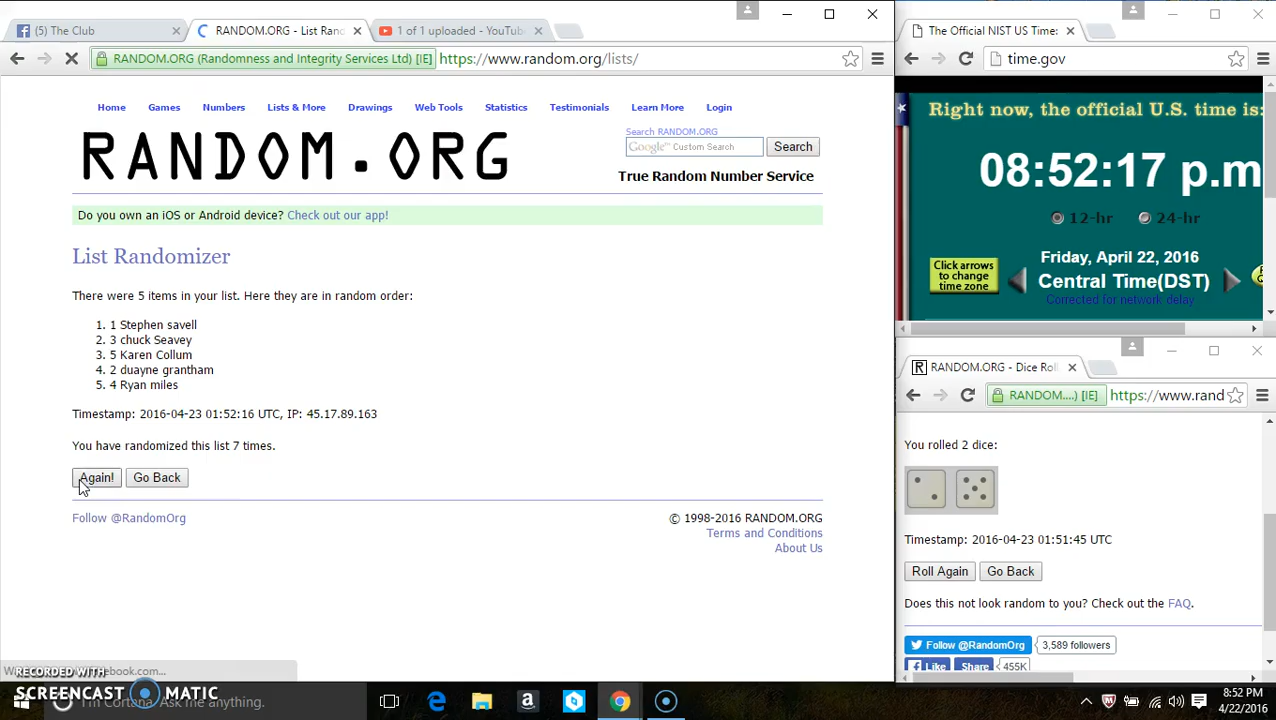 (5) The Club
RANDOM.ORG - List Rand
1 of 1 uploaded - YouTub
RANDOM.ORG (Randomness and Integrity Services Ltd) [IE]
https://www.random.org/lists/
Home Games Numbers Lists & More Drawings Web Tools Statistics Testimonials Learn More Login
RANDOM.ORG
Search RANDOM.ORG
Google™ Custom Search
Search
True Random Number Service
Do you own an iOS or Android device? Check out our app!
List Randomizer
There were 5 items in your list. Here they are in random order:
1. 1 Stephen savell
2. 3 chuck Seavey
3. 5 Karen Collum
4. 2 duayne grantham
5. 4 Ryan miles
Timestamp: 2016-04-23 01:52:16 UTC, IP: 45.17.89.163
You have randomized this list 7 times.
Again! Go Back
Follow @RandomOrg
© 1998-2016 RANDOM.ORG
Terms and Conditions
About Us
RECORDED WITH
SCREENCAST MATIC
I'm Cortana. Ask me anything.
The Official NIST US Time:
time.gov
Right now, the official U.S. time is:
08:52:17 p.m
12-hr 24-hr
Click arrows
to change
time zone
Friday, April 22, 2016
Central Time(DST)
Corrected for network delay
RANDOM.ORG - Dice Roll
RANDOM....) [IE]
https://www.rand
You rolled 2 dice:
Timestamp: 2016-04-23 01:51:45 UTC
Roll Again Go Back
Does this not look random to you? Check out the FAQ.
Follow @RandomOrg
3,589 followers
Like Share 455K
8:52 PM
4/22/2016